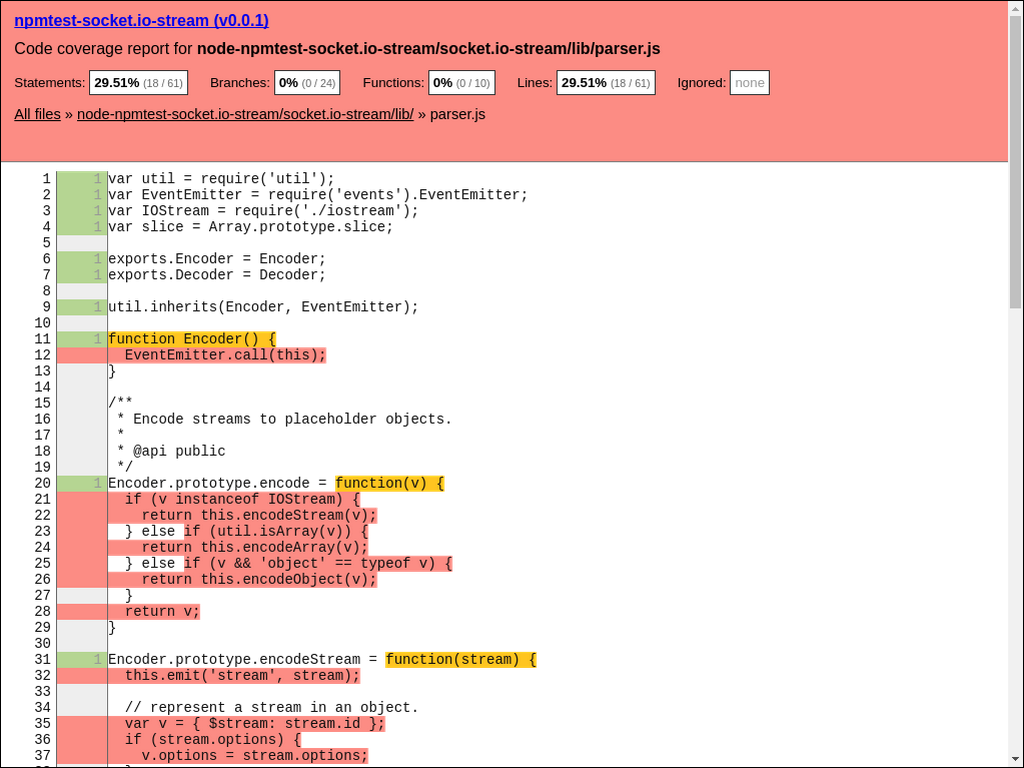 npmtest-socket.io-stream (v0.0.1)
Code coverage report for node-npmtest-socket.io-stream/socket.io-stream/lib/parser.js
Statements: 29.51% (18 / 61) Branches: 0% (0 / 24) Functions: 0% (0 / 10) Lines: 29.51% (18 / 61) Ignored: none
All files » node-npmtest-socket.io-stream/socket.io-stream/lib/ » parser.js
1 1 var util = require('util');
2 1 var EventEmitter = require('events').EventEmitter;
3 1 var IOStream = require('./iostream');
4 1 var slice = Array.prototype.slice;
5
6 1 exports.Encoder = Encoder;
7 1 exports.Decoder = Decoder;
8
9 1 util.inherits(Encoder, EventEmitter);
10
11 1 function Encoder() {
12   EventEmitter.call(this);
13 }
14
15 /**
16  * Encode streams to placeholder objects.
17  *
18  * @api public
19  */
20 1 Encoder.prototype.encode = function(v) {
21   if (v instanceof IOStream) {
22     return this.encodeStream(v);
23   } else if (util.isArray(v)) {
24     return this.encodeArray(v);
25   } else if (v && 'object' == typeof v) {
26     return this.encodeObject(v);
27   }
28   return v;
29 }
30
31 1 Encoder.prototype.encodeStream = function(stream) {
32   this.emit('stream', stream);
33
34   // represent a stream in an object.
35   var v = { $stream: stream.id };
36   if (stream.options) {
37     v.options = stream.options;